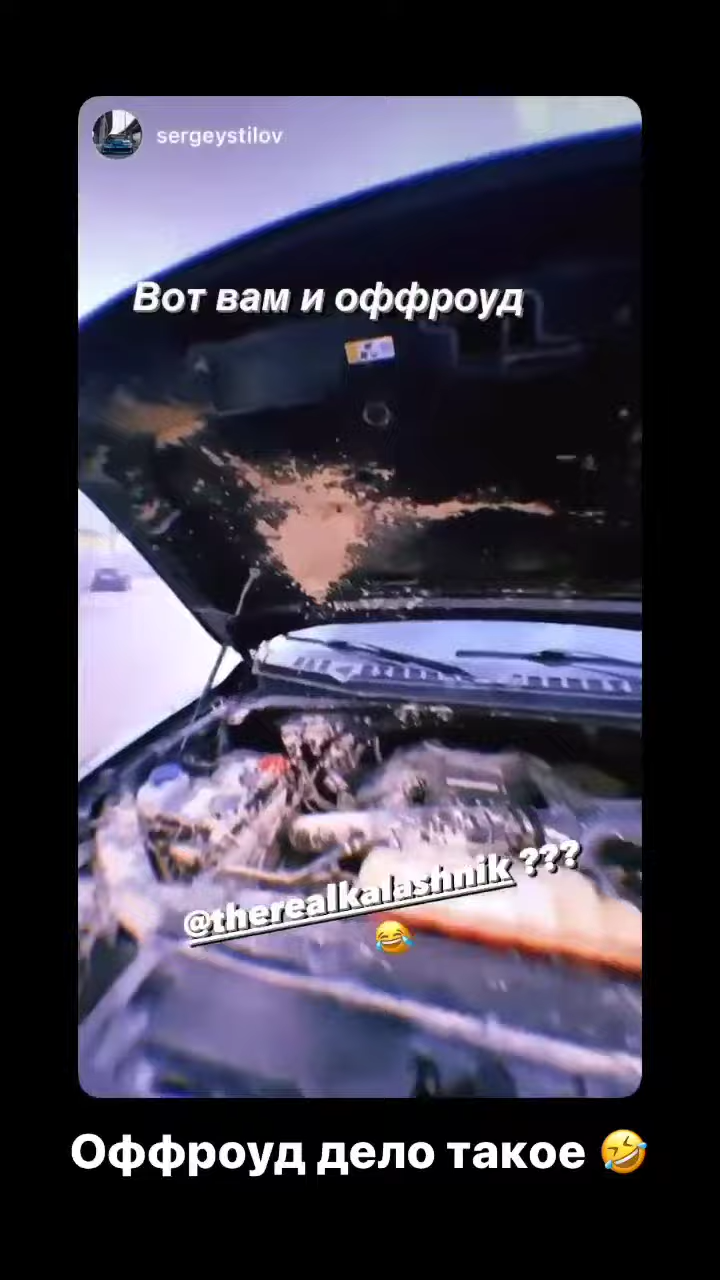 sergeystilov
Вот вам и оффроуд
@therealkalashnik ???
😂
Оффроуд дело такое 🤣